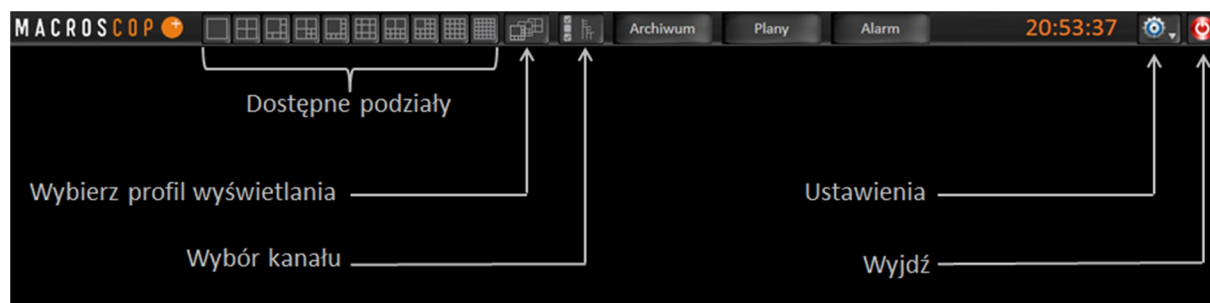 MACROSCOP
Archiwum
Plany
Alarm
20:53:37
Dostępne podziały
Wybierz profil wyświetlania
Ustawienia
Wybór kanału
Wyjdź